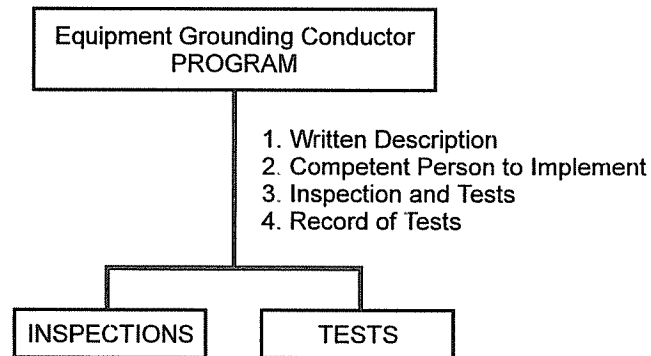 Equipment Grounding Conductor
PROGRAM
1. Written Description
2. Competent Person to Implement
3. Inspection and Tests
4. Record of Tests
INSPECTIONS
TESTS